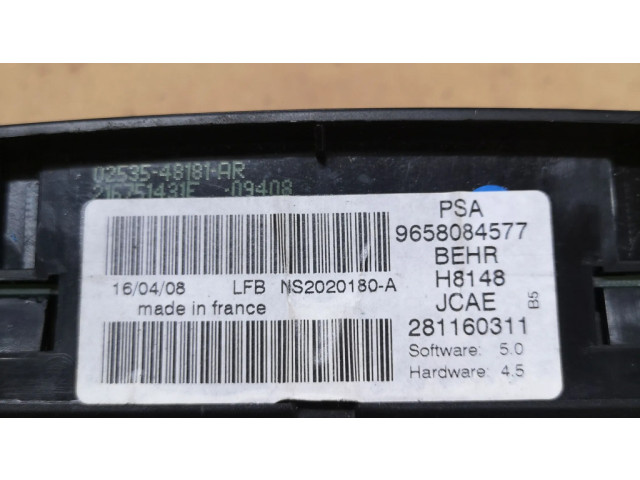 02535-48181-AR
216751431F -09408
PSA
9658084577
BEHR
H8148
JCAE
B5
281160311
Software: 5.0
Hardware: 4.5
16/04/08 LFB NS2020180-A
made in france